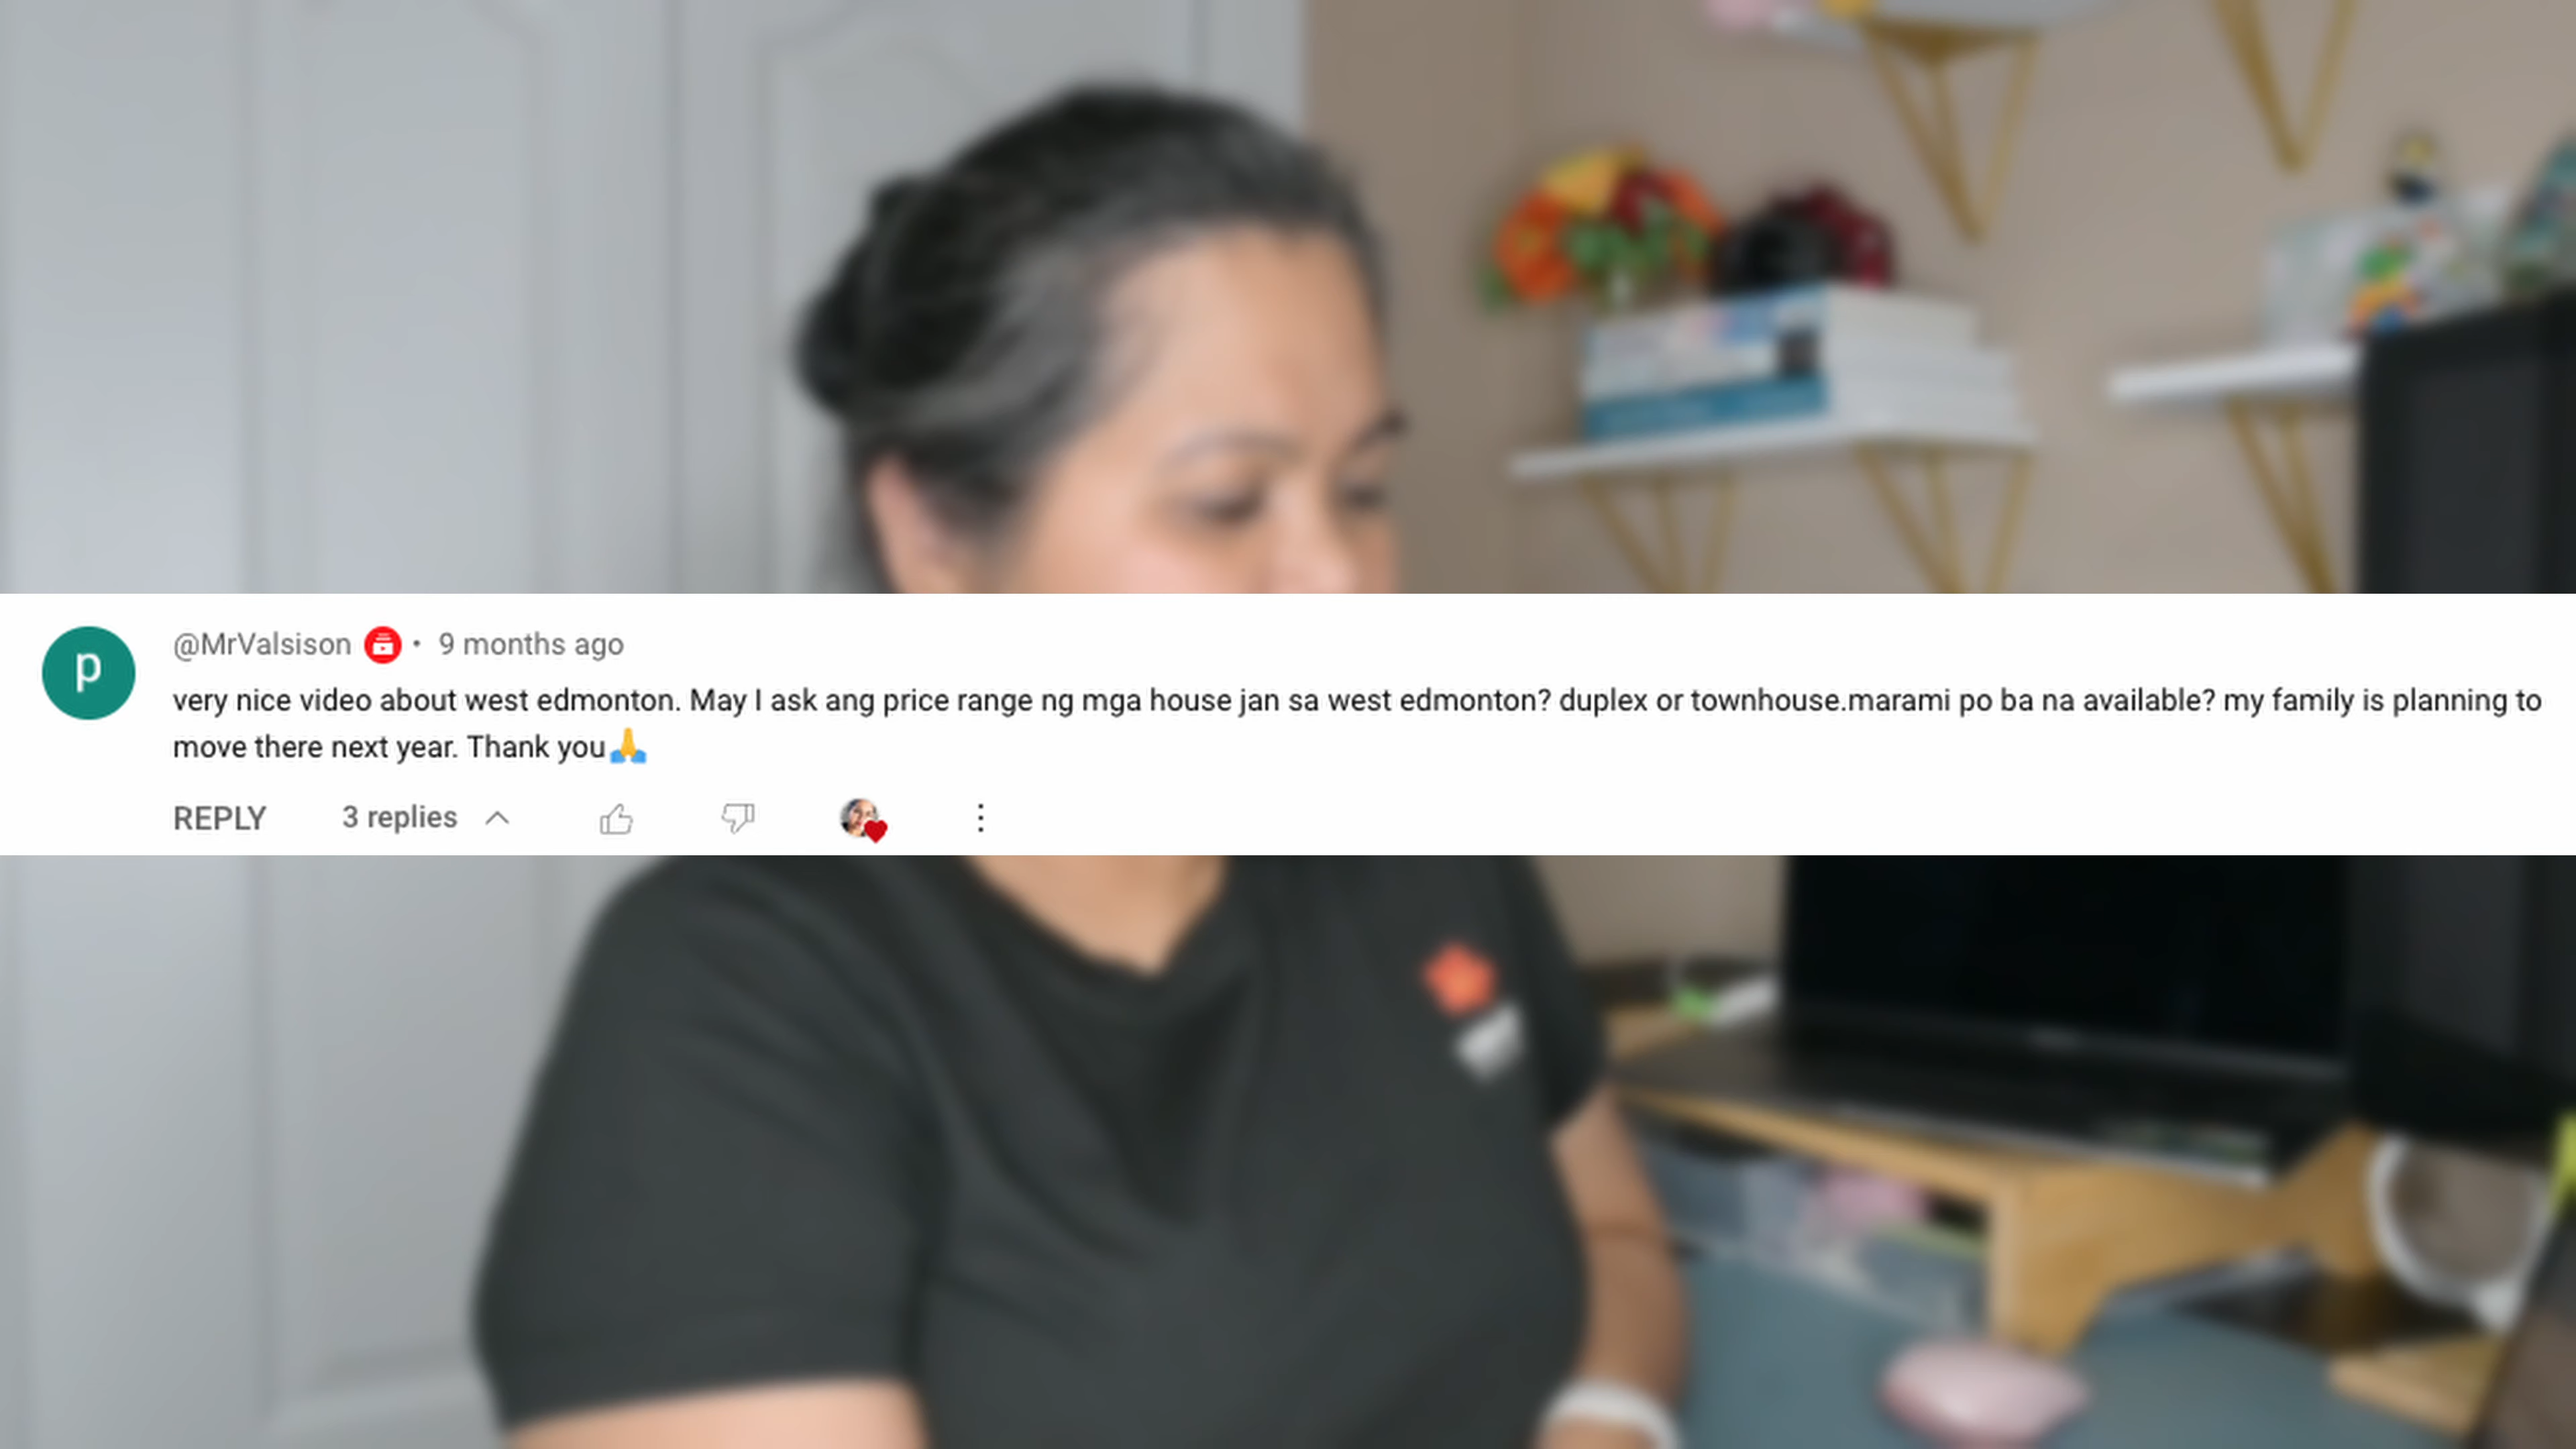 p
@MrValsison • 9 months ago
very nice video about west edmonton. May I ask ang price range ng mga house jan sa west edmonton? duplex or townhouse.marami po ba na available? my family is planning to
move there next year. Thank you🙏
REPLY 3 replies